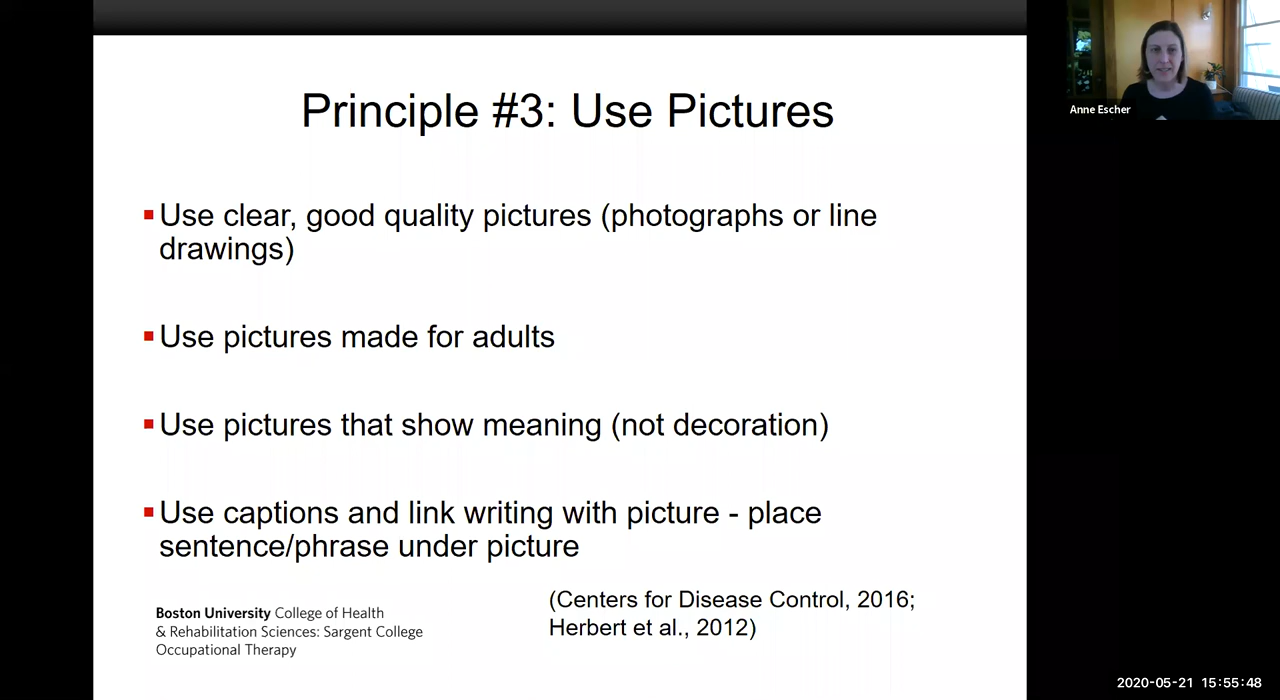 Principle #3: Use Pictures
Use clear, good quality pictures (photographs or line
drawings)
Use pictures made for adults
Use pictures that show meaning (not decoration)
Use captions and link writing with picture - place
sentence/phrase under picture
(Centers for Disease Control, 2016;
Herbert et al., 2012)
Boston University College of Health
& Rehabilitation Sciences: Sargent College
Occupational Therapy
Anne Escher
2020-05-21 15:55:48